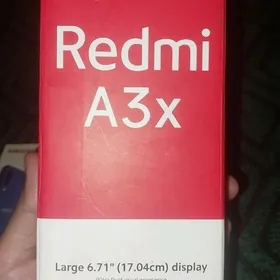 Redmi
A3x
Large 6.71" (17.04cm) display